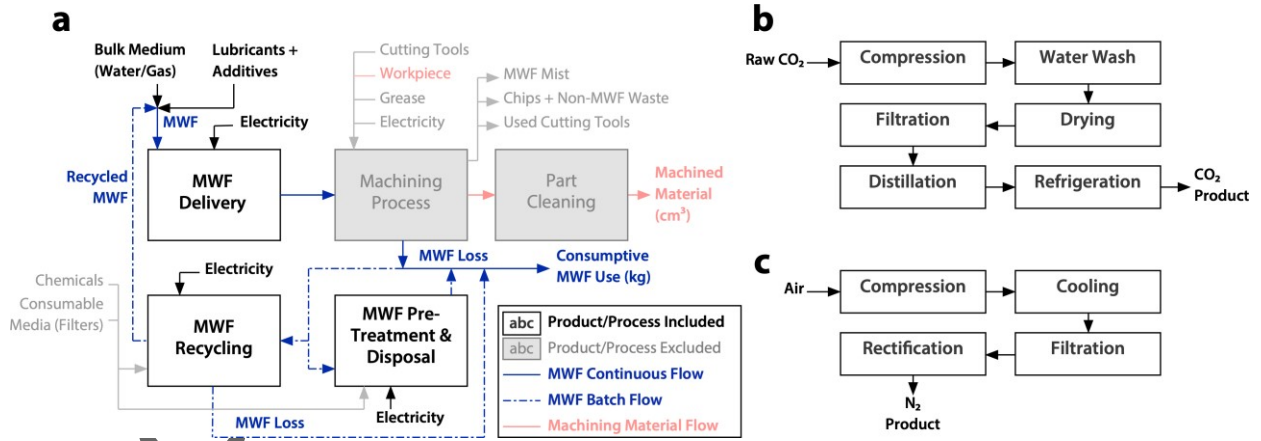 a
Bulk Medium
(Water/Gas)
Lubricants +
Additives
MWF
Electricity
Recycled
MWF
MWF
Delivery
Cutting Tools
Workpiece
Grease
Electricity
MWF Mist
Chips + Non-MWF Waste
Used Cutting Tools
Machining
Process
Part
Cleaning
Machined
Material
(cm³)
MWF Loss
Consumptive
MWF Use (kg)
Chemicals
Consumable
Media (Filters)
Electricity
MWF
Recycling
MWF Pre-
Treatment &
Disposal
Electricity
MWF Loss
abc Product/Process Included
abc Product/Process Excluded
MWF Continuous Flow
MWF Batch Flow
Machining Material Flow
b
Raw CO₂
Compression
Water Wash
Filtration
Drying
Distillation
Refrigeration
CO₂
Product
c
Air
Compression
Cooling
Rectification
Filtration
N₂
Product